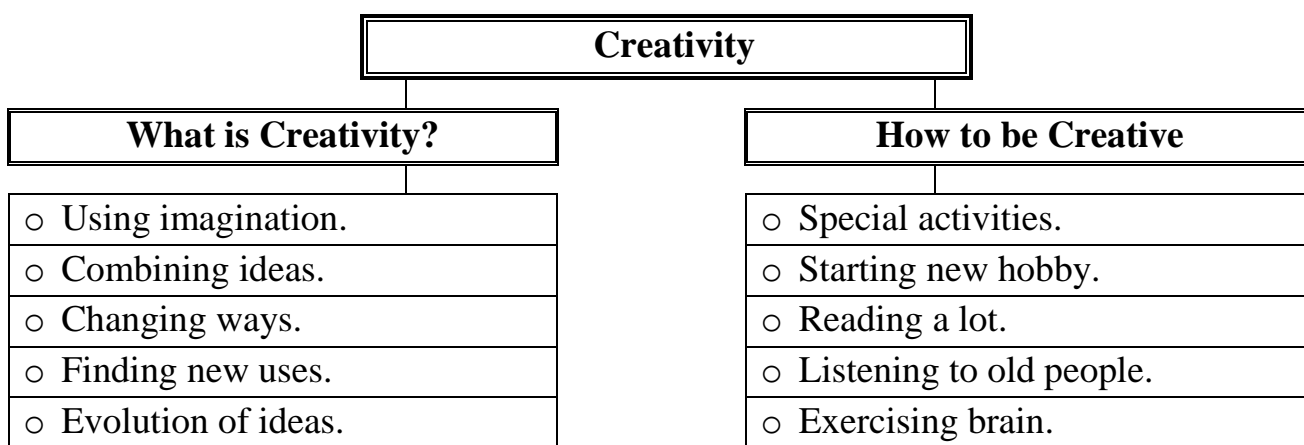 Creativity
What is Creativity?
o Using imagination.
o Combining ideas.
o Changing ways.
o Finding new uses.
o Evolution of ideas.
How to be Creative
o Special activities.
o Starting new hobby.
o Reading a lot.
o Listening to old people.
o Exercising brain.